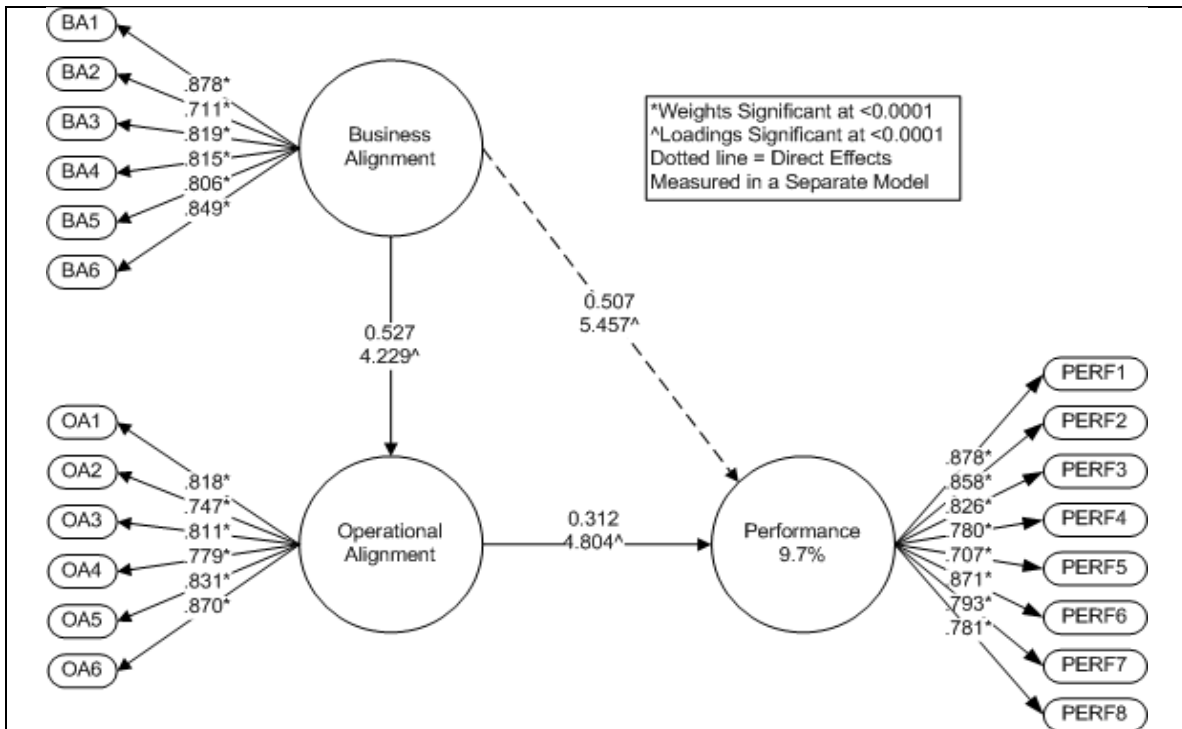 BA1
BA2
BA3
BA4
BA5
BA6
.878*
.711*
.819*
.815*
.806*
.849*
Business
Alignment
*Weights Significant at <0.0001
^Loadings Significant at <0.0001
Dotted line = Direct Effects
Measured in a Separate Model
0.527
4.229^
0.507
5.457^
OA1
OA2
OA3
OA4
OA5
OA6
.818*
.747*
.811*
.779*
.831*
.870*
Operational
Alignment
0.312
4.804^
Performance
9.7%
.878*
.858*
.826*
.780*
.707*
.871*
.793*
.781*
PERF1
PERF2
PERF3
PERF4
PERF5
PERF6
PERF7
PERF8